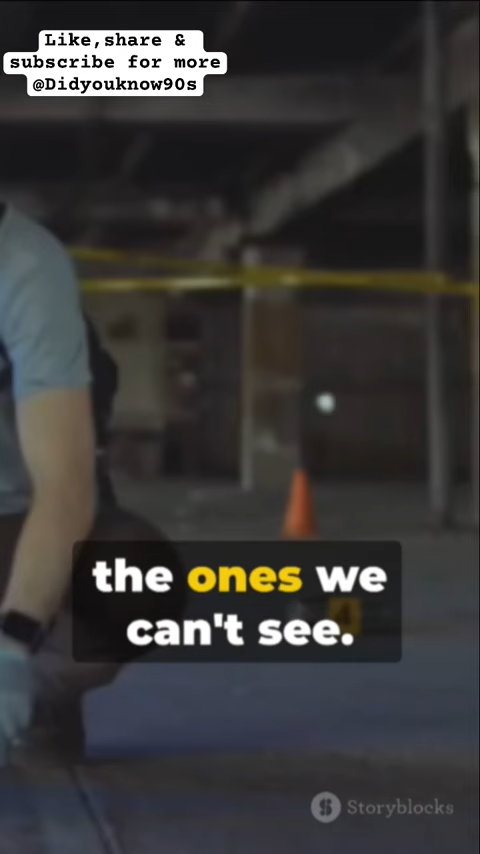 Like,share &
subscribe for more
@Didyouknow90s
the ones we
can't see.
Storyblocks